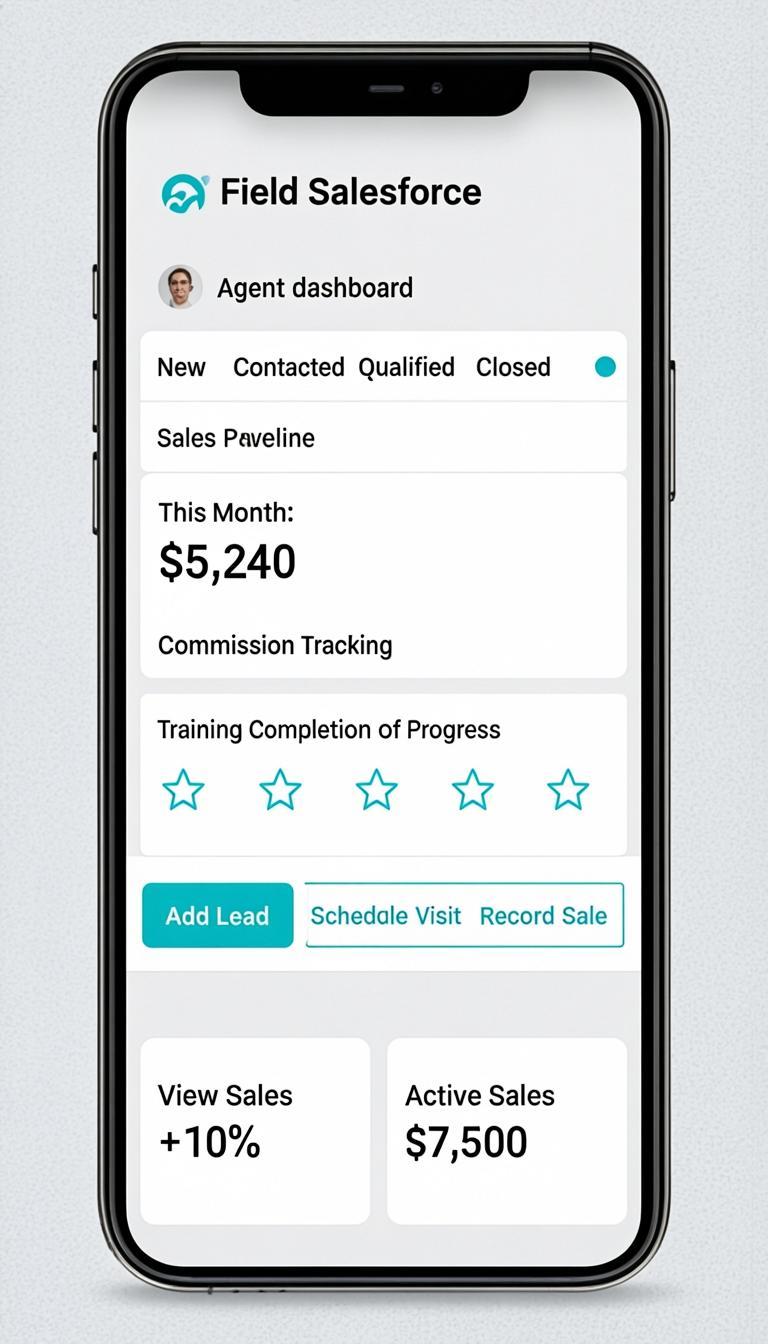 Field Salesforce
Agent dashboard
New Contacted Qualified Closed
Sales Paveline
This Month:
$5,240
Commission Tracking
Training Completion of Progress
Add Lead
Schedale Visit Record Sale
View Sales
+10%
Active Sales
$7,500